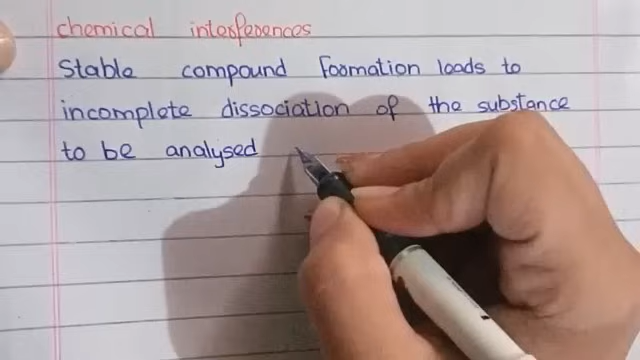 chemical interferences
Stable compound Formation leads to
incomplete dissociation of the substance
to be analysed